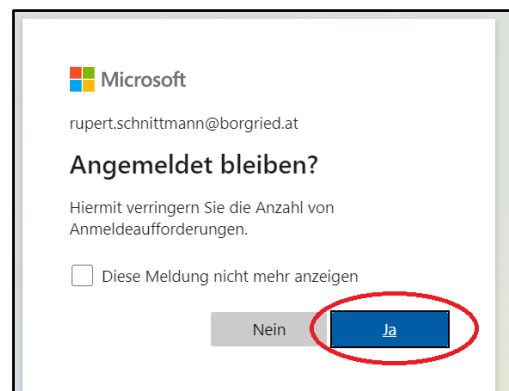 Microsoft
rupert.schnittmann@borgried.at
Angemeldet bleiben?
Hiermit verringern Sie die Anzahl von
Anmeldeaufforderungen.
Diese Meldung nicht mehr anzeigen
Nein Ja